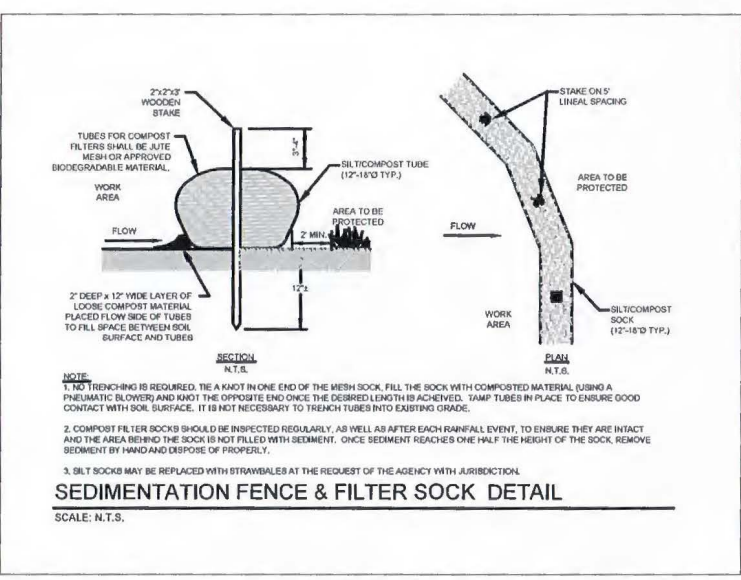 2"x2"x3'
WOODEN
STAKE
TUBES FOR COMPOST
FILTERS SHALL BE JUTE
MESH OR APPROVED
BIODEGRADABLE MATERIAL.
WORK
AREA
FLOW
3"-4"
SILT/COMPOST TUBE
(12"-18"Ø TYP.)
AREA TO BE
PROTECTED
2' MIN.
12"±
2" DEEP x 12" WIDE LAYER OF
LOOSE COMPOST MATERIAL
PLACED FLOW SIDE OF TUBES
TO FILL SPACE BETWEEN SOIL
SURFACE AND TUBES
SECTION
N.T.S.
STAKE ON 5'
LINEAL SPACING
AREA TO BE
PROTECTED
FLOW
WORK
AREA
SILT/COMPOST
SOCK
(12"-18"Ø TYP.)
PLAN
N.T.S.
NOTE:
1. NO TRENCHING IS REQUIRED. TIE A KNOT IN ONE END OF THE MESH SOCK, FILL THE SOCK WITH COMPOSTED MATERIAL (USING A
PNEUMATIC BLOWER) AND KNOT THE OPPOSITE END ONCE THE DESIRED LENGTH IS ACHEIVED. TAMP TUBES IN PLACE TO ENSURE GOOD
CONTACT WITH SOIL SURFACE. IT IS NOT NECESSARY TO TRENCH TUBES INTO EXISTING GRADE.
2. COMPOST FILTER SOCKS SHOULD BE INSPECTED REGULARLY, AS WELL AS AFTER EACH RAINFALL EVENT, TO ENSURE THEY ARE INTACT
AND THE AREA BEHIND THE SOCK IS NOT FILLED WITH SEDIMENT. ONCE SEDIMENT REACHES ONE HALF THE HEIGHT OF THE SOCK, REMOVE
SEDIMENT BY HAND AND DISPOSE OF PROPERLY.
3. SILT SOCKS MAY BE REPLACED WITH STRAWBALES AT THE REQUEST OF THE AGENCY WITH JURISDICTION.
SEDIMENTATION FENCE & FILTER SOCK DETAIL
SCALE: N.T.S.